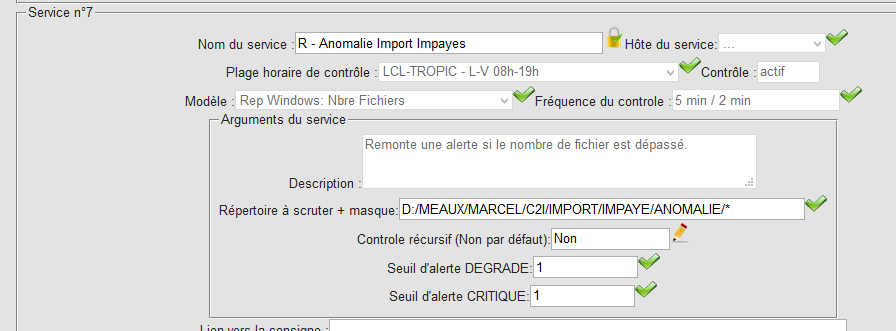 Service n°7
Nom du service : R - Anomalie Import Impayes Hôte du service: ...
Plage horaire de contrôle : LCL-TROPIC - L-V 08h-19h Contrôle : actif
Modèle : Rep Windows: Nbre Fichiers Fréquence du controle : 5 min / 2 min
Arguments du service
Remonte une alerte si le nombre de fichier est dépassé.
Description :
Répertoire à scruter + masque: D:/MEAUX/MARCEL/C2I/IMPORT/IMPAYE/ANOMALIE/*
Controle récursif (Non par défaut): Non
Seuil d'alerte DEGRADE: 1
Seuil d'alerte CRITIQUE: 1
Lien vers la consigne :